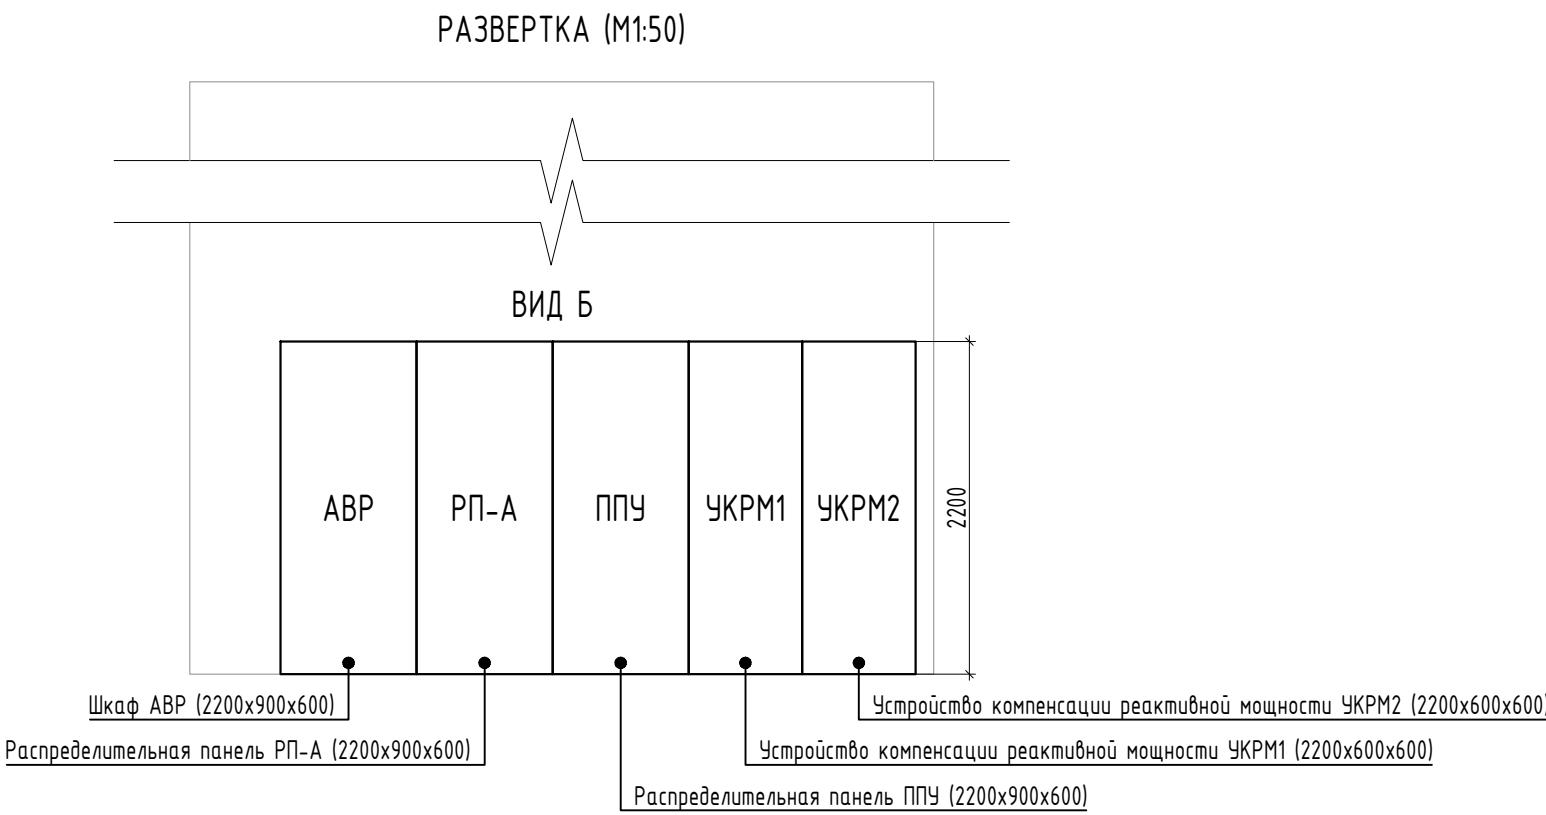 РАЗВЕРТКА (М1:50)
ВИД Б
АВР
РП-А
ППУ
УКРМ1
УКРМ2
2200
Шкаф АВР (2200х900х600)
Устройство компенсации реактивной мощности УКРМ2 (2200х600х600)
Распределительная панель РП-А (2200х900х600)
Устройство компенсации реактивной мощности УКРМ1 (2200х600х600)
Распределительная панель ППУ (2200х900х600)